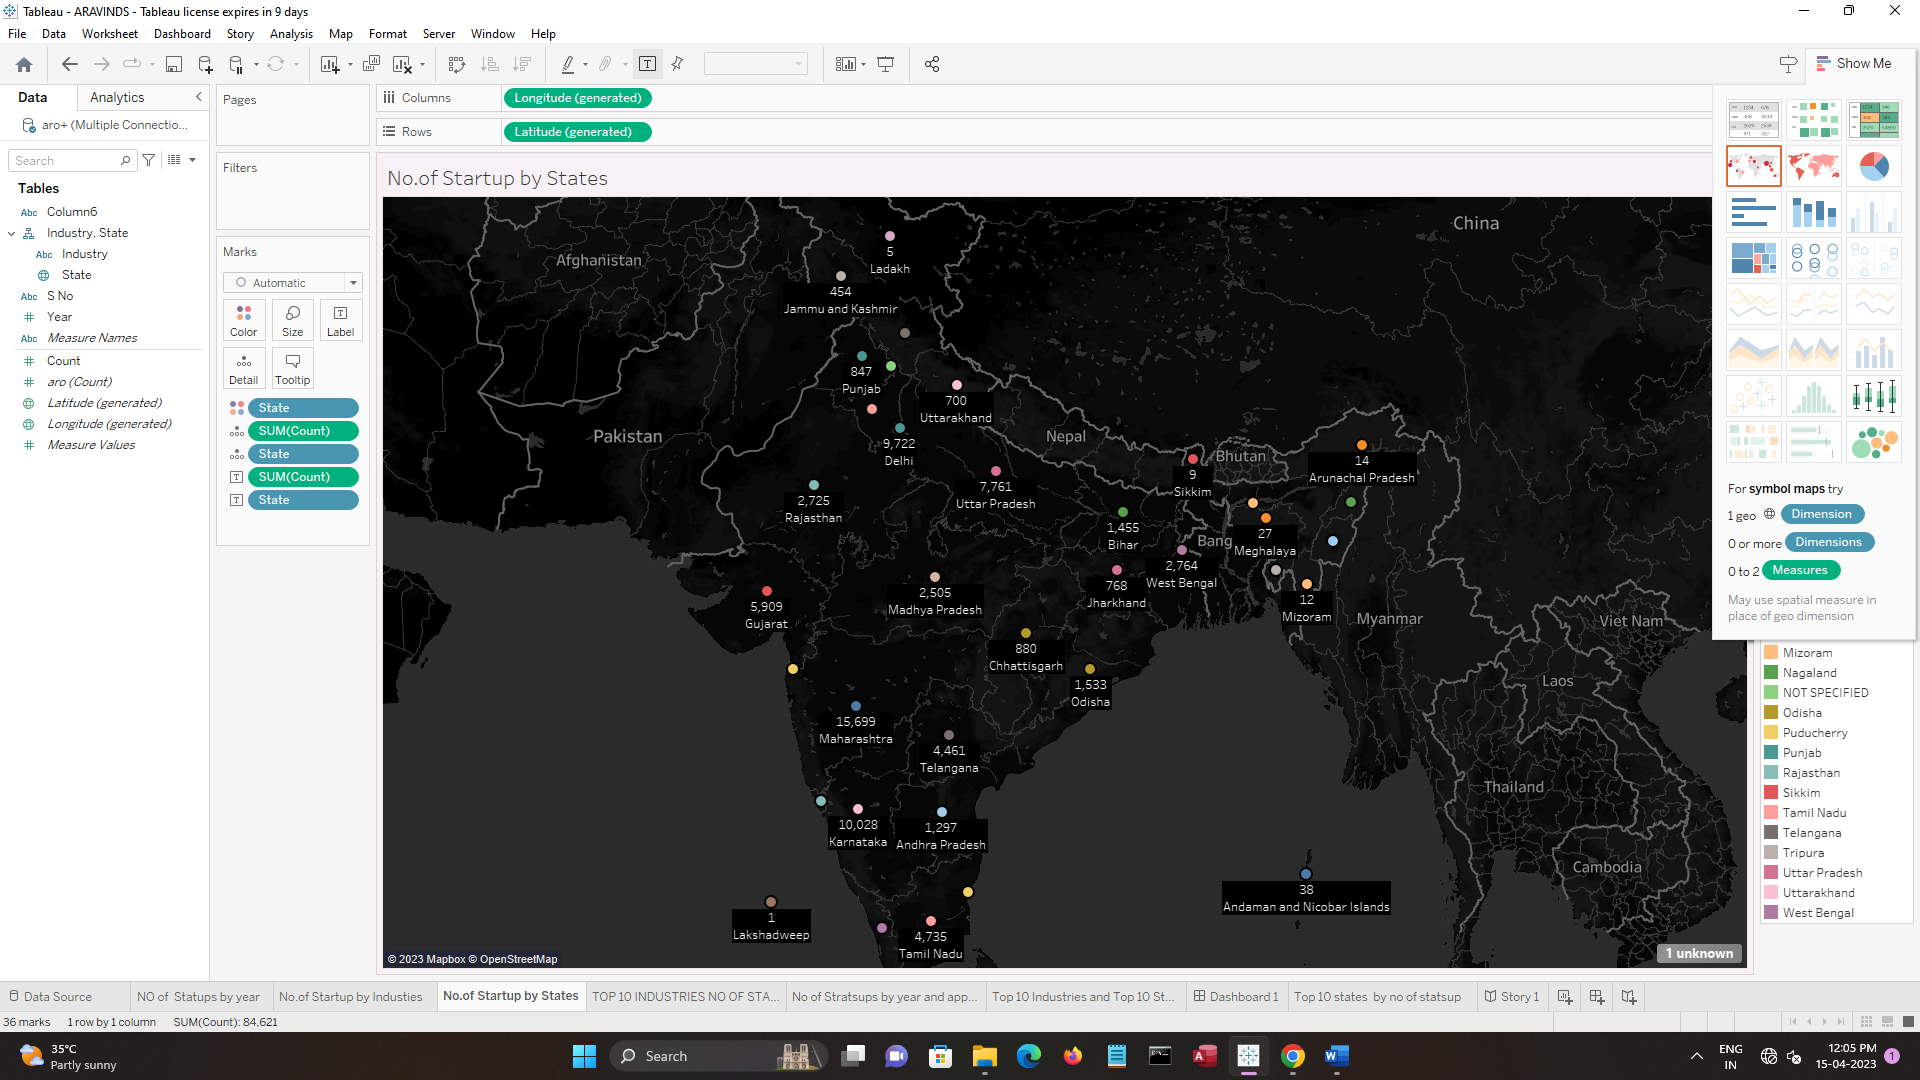 Tableau - ARAVINDS - Tableau license expires in 9 days
File Data Worksheet Dashboard Story Analysis Map Format Server Window Help
Show Me
Data Analytics
aro+ (Multiple Connectio...
Search
Tables
Abc Column6
Industry, State
Abc Industry
State
Abc S No
# Year
Abc Measure Names
# Count
# aro (Count)
Latitude (generated)
Longitude (generated)
# Measure Values
Pages
Filters
Marks
Automatic
Color Size Label
Detail Tooltip
State
SUM(Count)
State
SUM(Count)
State
Columns Longitude (generated)
Rows Latitude (generated)
No.of Startup by States
China
Afghanistan
5
Ladakh
454
Jammu and Kashmir
847
Punjab
700
Uttarakhand
Pakistan
9,722
Delhi
Nepal
Bhutan
14
Arunachal Pradesh
9
Sikkim
7,761
Uttar Pradesh
2,725
Rajasthan
1,455
Bihar
Bang
27
Meghalaya
2,764
West Bengal
768
Jharkhand
2,505
Madhya Pradesh
5,909
Gujarat
12
Mizoram
Myanmar
Viet Nam
880
Chhattisgarh
1,533
Odisha
Laos
15,699
Maharashtra
4,461
Telangana
Thailand
10,028
Karnataka
1,297
Andhra Pradesh
Cambodia
38
Andaman and Nicobar Islands
1
Lakshadweep
4,735
Tamil Nadu
© 2023 Mapbox © OpenStreetMap
1 unknown
For symbol maps try
1 geo Dimension
0 or more Dimensions
0 to 2 Measures
May use spatial measure in
place of geo dimension
Mizoram
Nagaland
NOT SPECIFIED
Odisha
Puducherry
Punjab
Rajasthan
Sikkim
Tamil Nadu
Telangana
Tripura
Uttar Pradesh
Uttarakhand
West Bengal
Data Source NO of Statups by year No.of Startup by Industies No.of Startup by States TOP 10 INDUSTRIES NO OF STA... No of Stratsups by year and app... Top 10 Industries and Top 10 St... Dashboard 1 Top 10 states by no of statsup Story 1
36 marks 1 row by 1 column SUM(Count): 84,621
35°C
Partly sunny
Search
ENG
IN
12:05 PM
15-04-2023
1